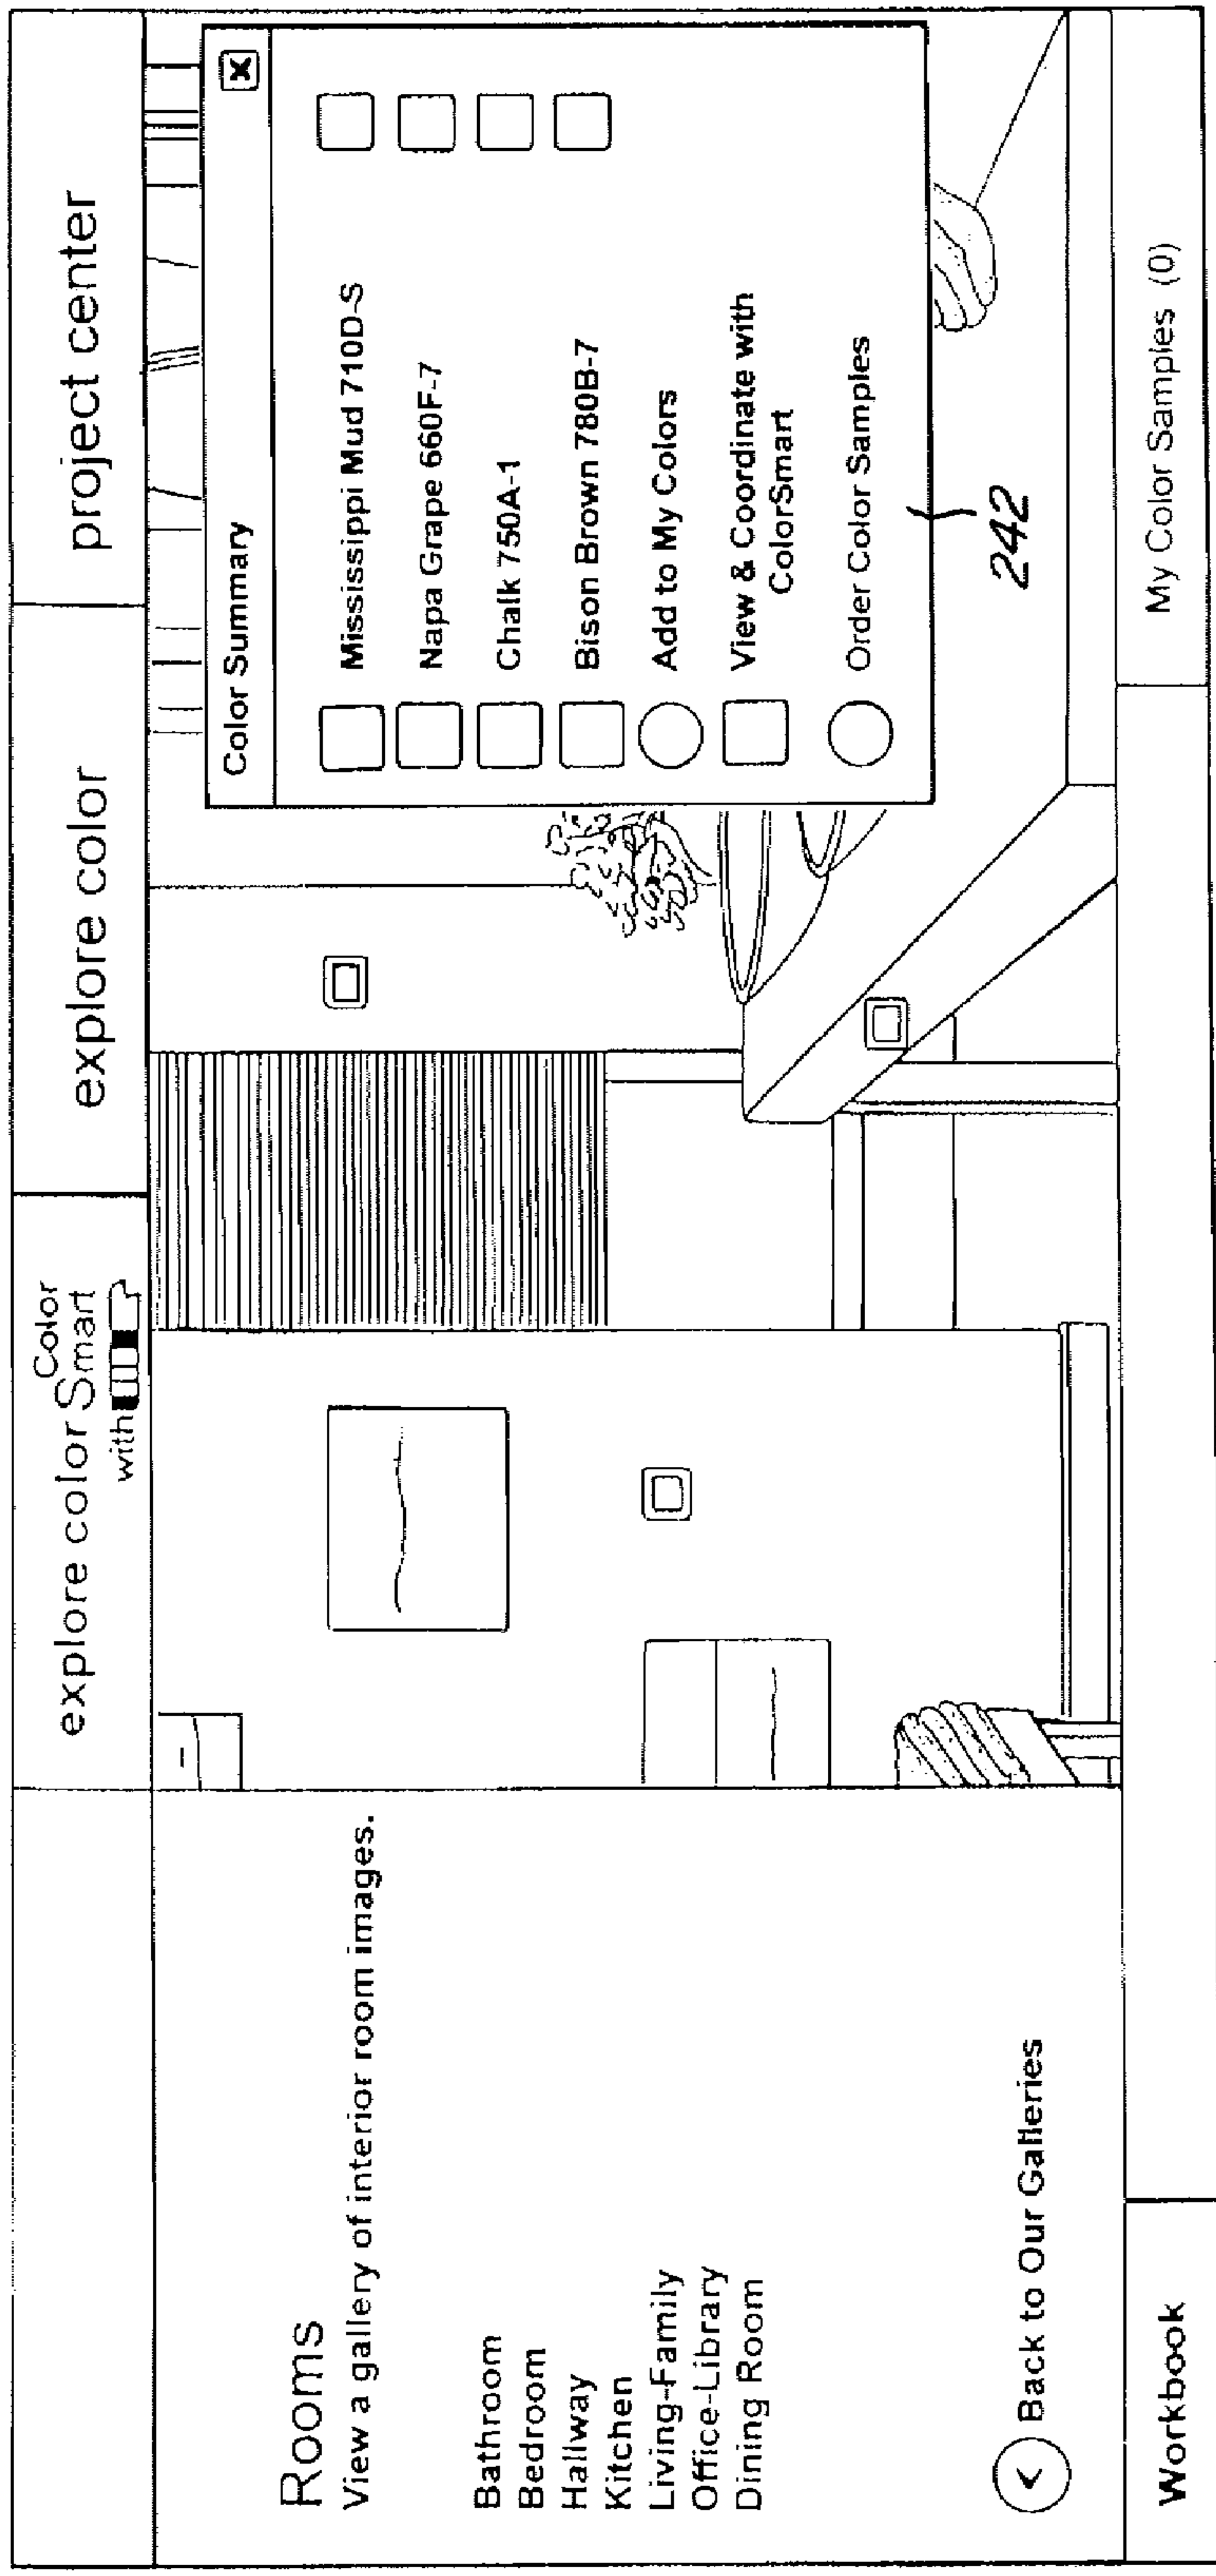 explore color
Color
Smart
with
explore color
project center
Rooms
View a gallery of interior room images.
Bathroom
Bedroom
Hallway
Kitchen
Living-Family
Office-Library
Dining Room
Back to Our Galleries
Color Summary
Mississippi Mud 710D-S
Napa Grape 660F-7
Chalk 750A-1
Bison Brown 780B-7
Add to My Colors
View & Coordinate with
ColorSmart
Order Color Samples
242
Workbook
My Color Samples (0)